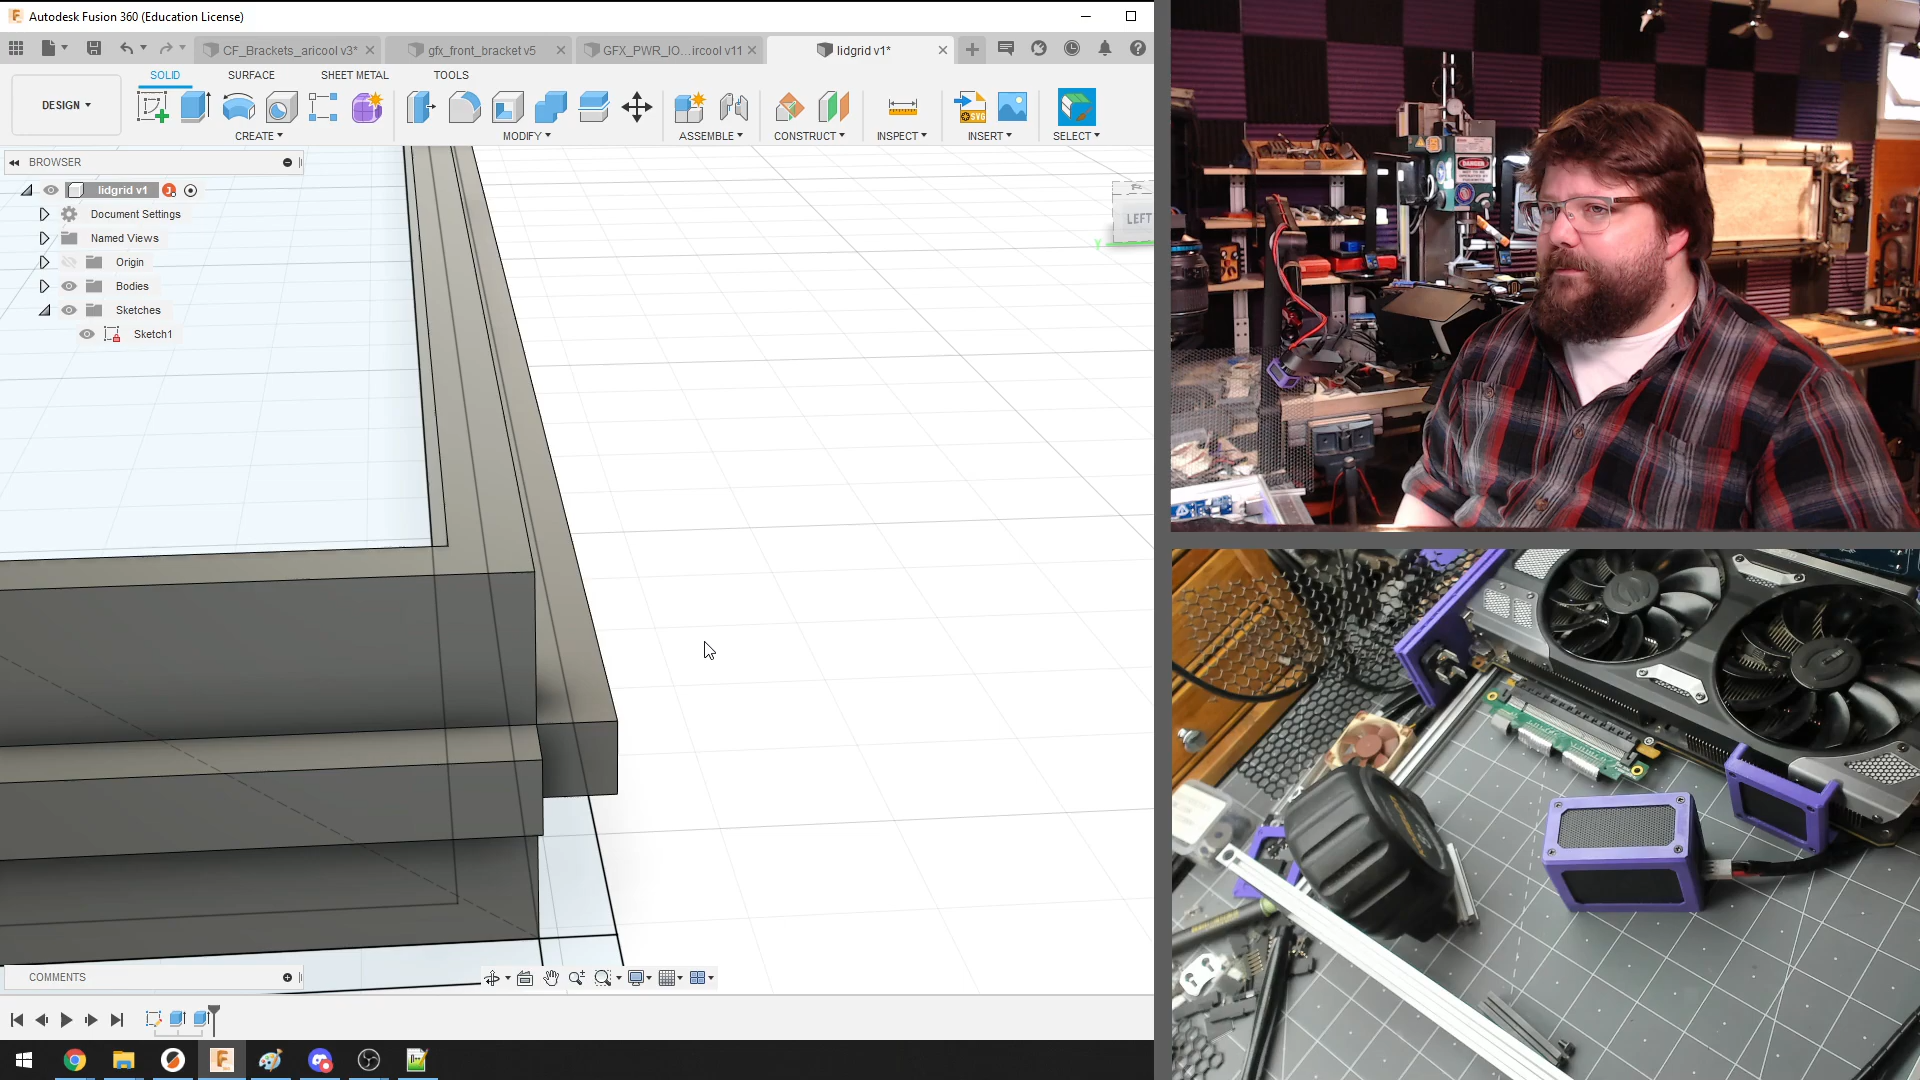 Autodesk Fusion 360 (Education License)
CF_Brackets_aricool v3*
gfx_front_bracket v5
GFX_PWR_IO...ircool v11
lidgrid v1*
DESIGN
SOLID
SURFACE
SHEET METAL
TOOLS
CREATE
MODIFY
ASSEMBLE
CONSTRUCT
INSPECT
INSERT
SELECT
SVG
BROWSER
lidgrid v1
Document Settings
Named Views
Origin
Bodies
Sketches
Sketch1
LEFT
Y
COMMENTS
DANGER